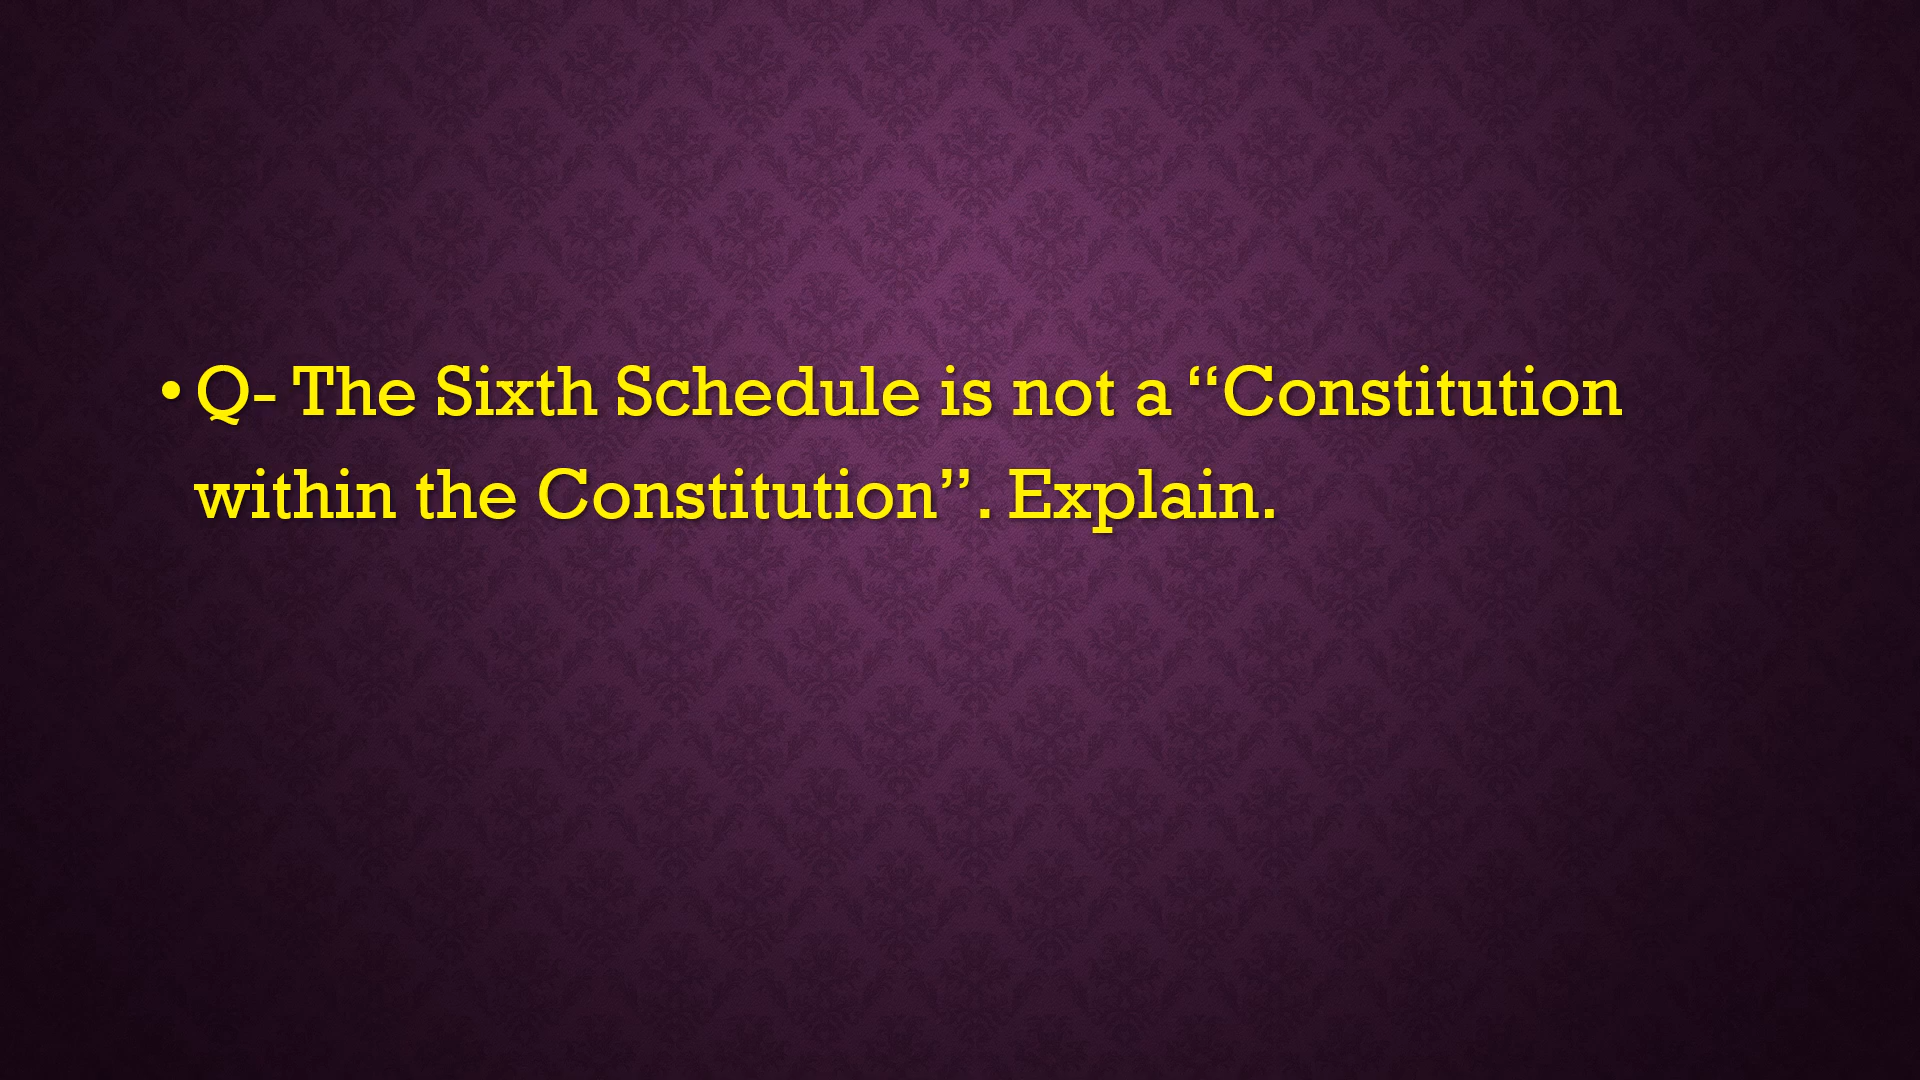 • Q- The Sixth Schedule is not a “Constitution
within the Constitution”. Explain.